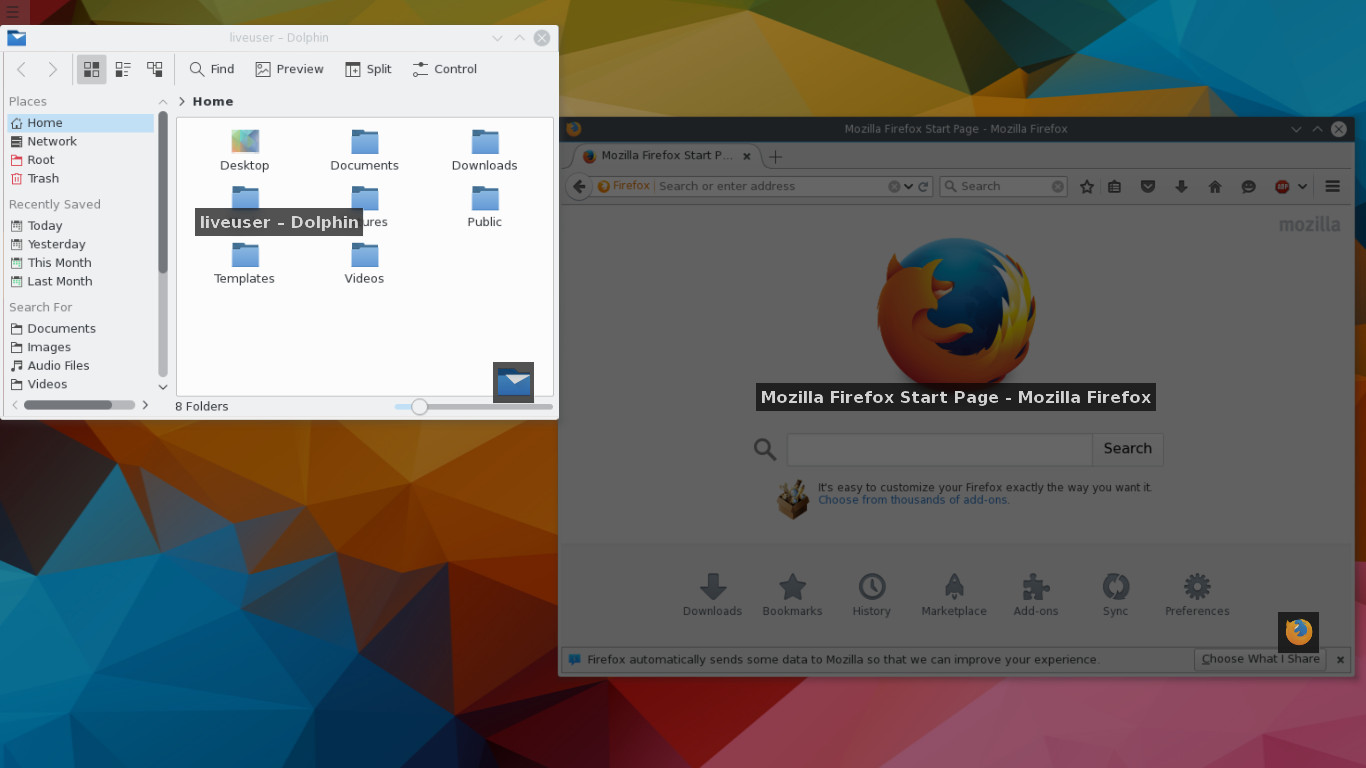 liveuser – Dolphin
Find
Preview
Split
Control
Places
Home
Network
Root
Trash
Recently Saved
Today
Yesterday
This Month
Last Month
Search For
Documents
Images
Audio Files
Videos
Home
Desktop
Documents
Downloads
liveuser – Dolphin
ures
Public
Templates
Videos
8 Folders
Mozilla Firefox Start Page - Mozilla Firefox
Mozilla Firefox Start P...
Firefox
Search or enter address
Search
ABP
mozilla
Mozilla Firefox Start Page - Mozilla Firefox
Search
It's easy to customize your Firefox exactly the way you want it.
Choose from thousands of add-ons.
Downloads
Bookmarks
History
Marketplace
Add-ons
Sync
Preferences
Firefox automatically sends some data to Mozilla so that we can improve your experience.
Choose What I Share